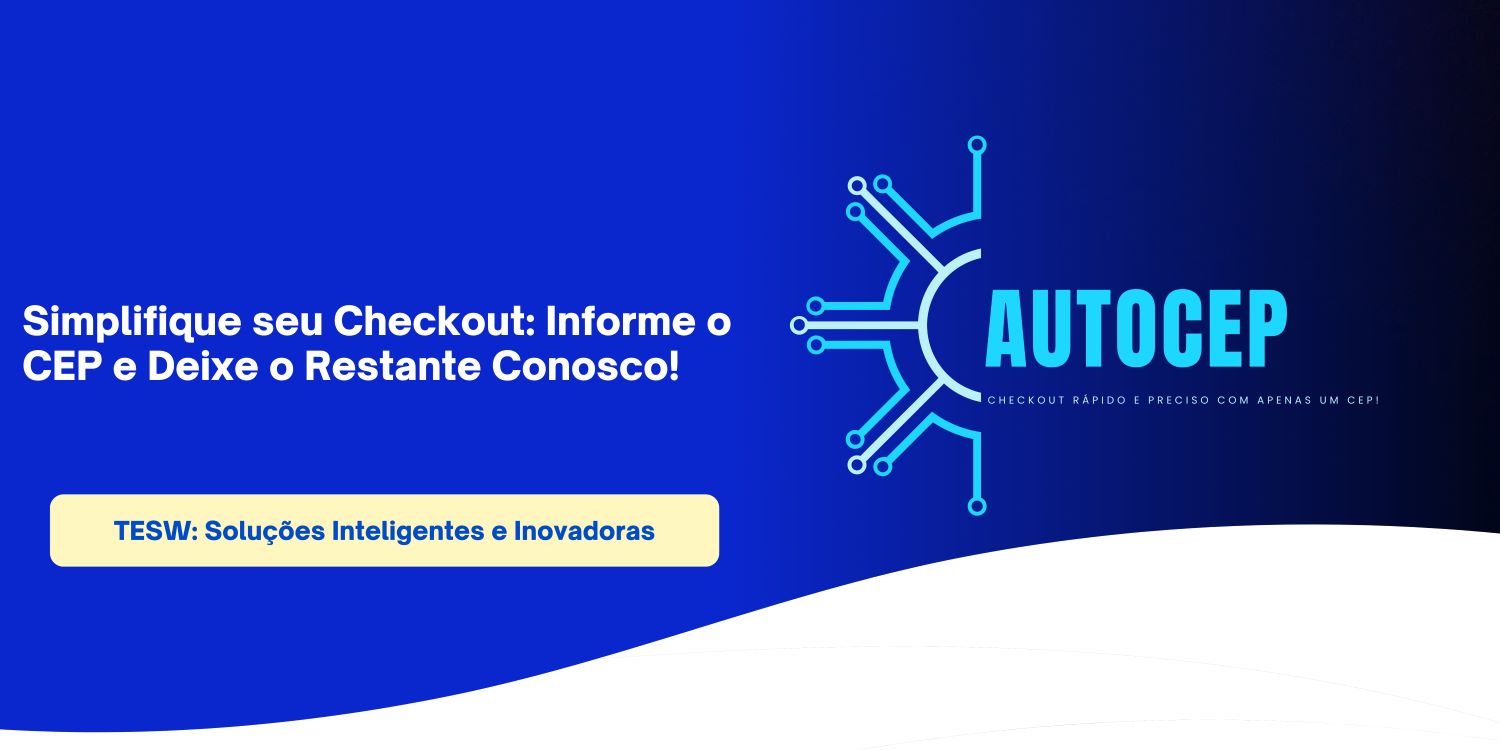 Simplifique seu Checkout: Informe o
CEP e Deixe o Restante Conosco!
TESW: Soluções Inteligentes e Inovadoras
AUTOCEP
CHECKOUT RÁPIDO E PRECISO COM APENAS UM CEP!